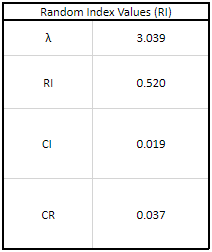 Random Index Values (RI)
λ 3.039
RI 0.520
CI 0.019
CR 0.037